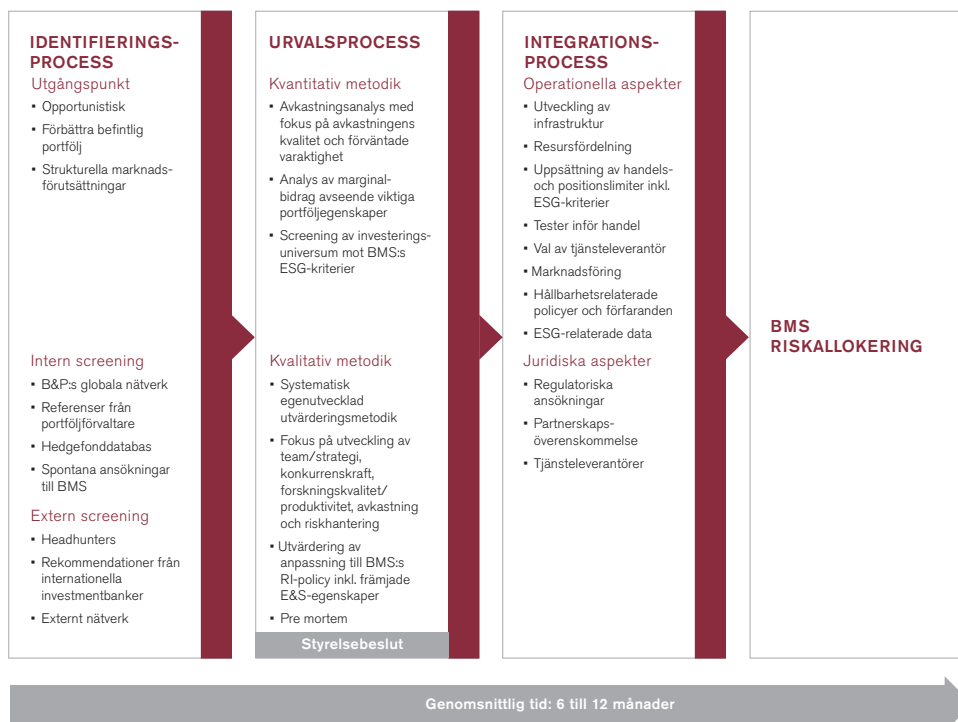 IDENTIFIERINGS-
PROCESS
Utgångspunkt
▪ Opportunistisk
▪ Förbättra befintlig
portfölj
▪ Strukturella marknads-
förutsättningar
Intern screening
▪ B&P:s globala nätverk
▪ Referenser från
portföljförvaltare
▪ Hedgefonddatabas
▪ Spontana ansökningar
till BMS
Extern screening
▪ Headhunters
▪ Rekommendationer från
internationella
investmentbanker
▪ Externt nätverk
URVALSPROCESS
Kvantitativ metodik
▪ Avkastningsanalys med
fokus på avkastningens
kvalitet och förväntade
varaktighet
▪ Analys av marginal-
bidrag avseende viktiga
portföljegenskaper
▪ Screening av investerings-
universum mot BMS:s
ESG-kriterier
Kvalitativ metodik
▪ Systematisk
egenutvecklad
utvärderingsmetodik
▪ Fokus på utveckling av
team/strategi,
konkurrenskraft,
forskningskvalitet/
produktivitet, avkastning
och riskhantering
▪ Utvärdering av
anpassning till BMS:s
RI-policy inkl. främjade
E&S-egenskaper
▪ Pre mortem
Styrelsebeslut
INTEGRATIONS-
PROCESS
Operationella aspekter
▪ Utveckling av
infrastruktur
▪ Resursfördelning
▪ Uppsättning av handels-
och positionslimiter inkl.
ESG-kriterier
▪ Tester inför handel
▪ Val av tjänsteleverantör
▪ Marknadsföring
▪ Hållbarhetsrelaterade
policyer och förfaranden
▪ ESG-relaterade data
Juridiska aspekter
▪ Regulatoriska
ansökningar
▪ Partnerskaps-
överenskommelse
▪ Tjänsteleverantörer
BMS
RISKALLOKERING
Genomsnittlig tid: 6 till 12 månader